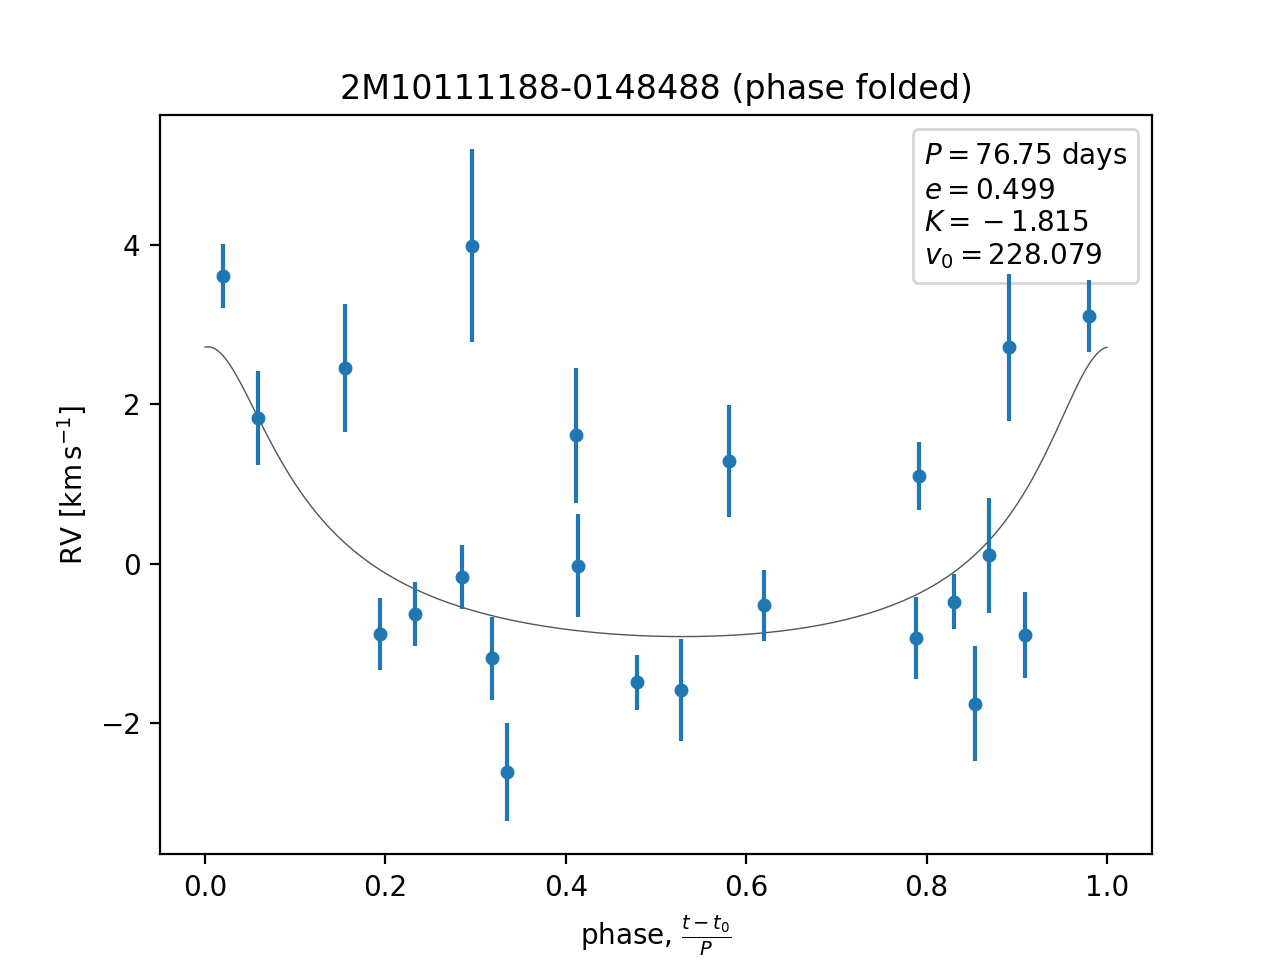 2M10111188-0148488 (phase folded)
P = 76.75 days
e = 0.499
K = −1.815
v₀ = 228.079
4
2
0
−2
RV [km s⁻¹]
0.0 0.2 0.4 0.6 0.8 1.0
phase, (t − t₀)/P